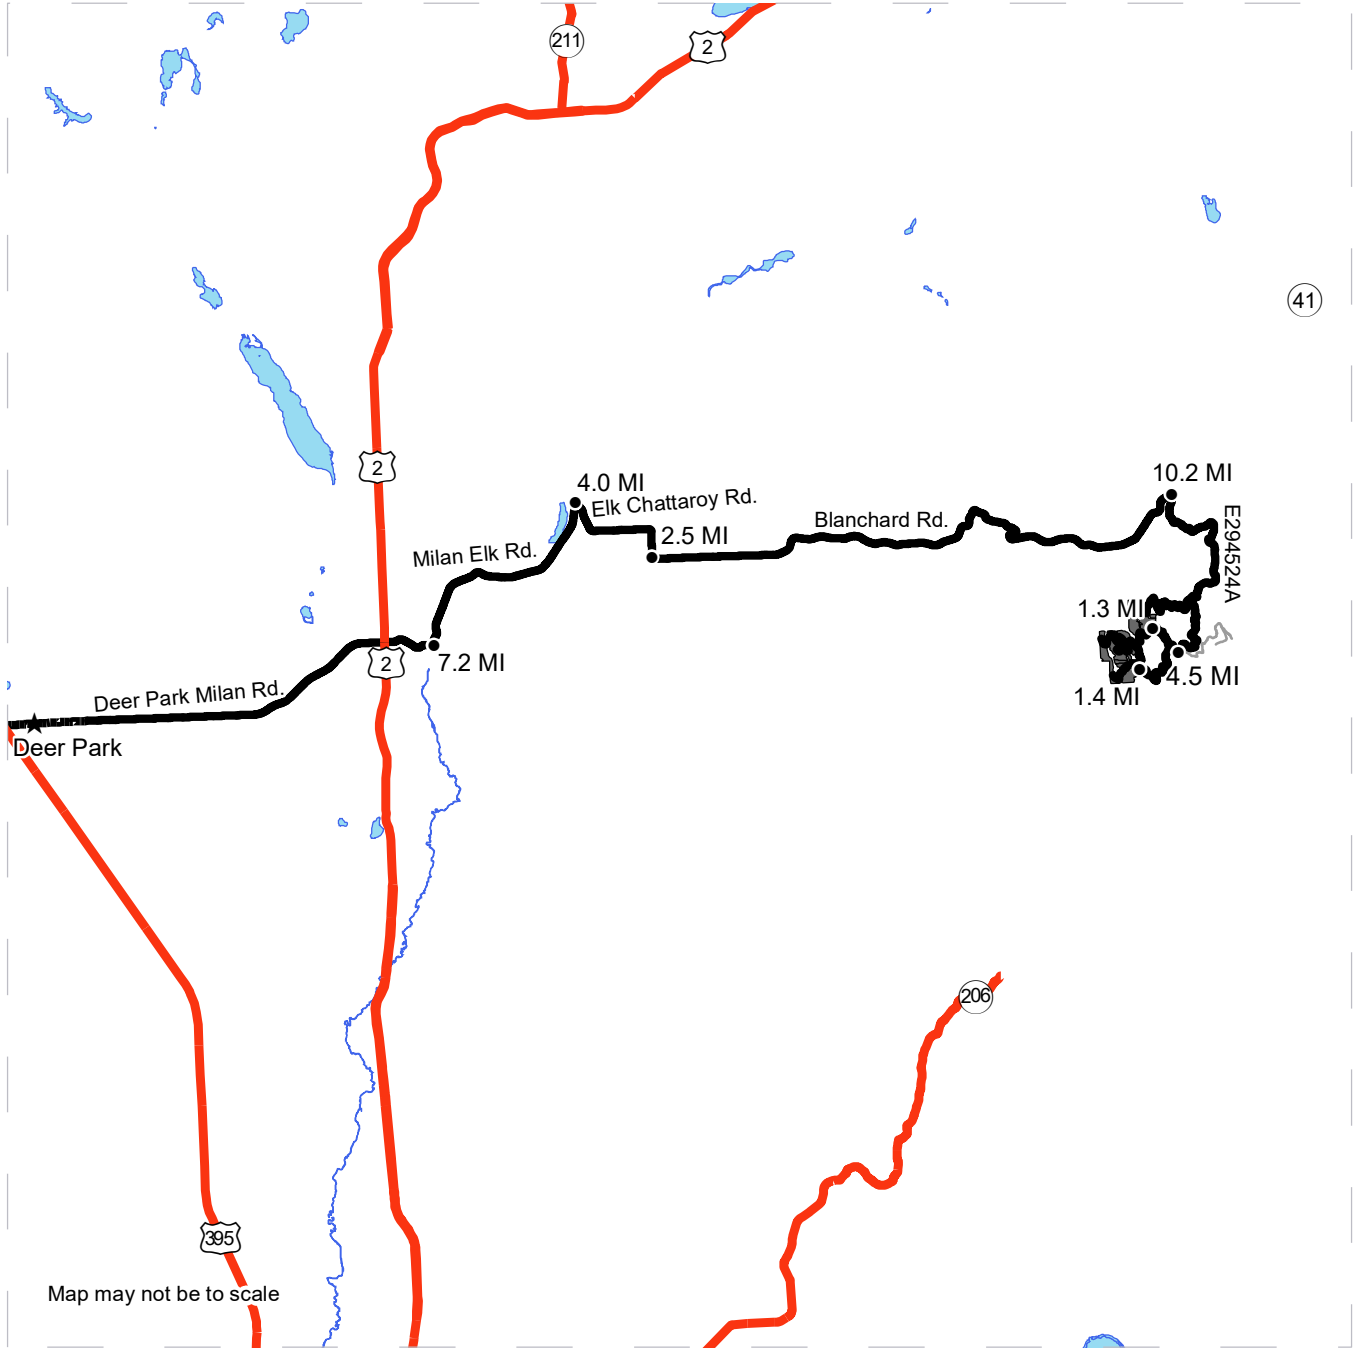 211
2
41
2
10.2 MI
4.0 MI
Elk Chattaroy Rd.
E294524A
Blanchard Rd.
2.5 MI
Milan Elk Rd.
1.3 MI
2
7.2 MI
4.5 MI
1.4 MI
Deer Park Milan Rd.
Deer Park
206
395
Map may not be to scale